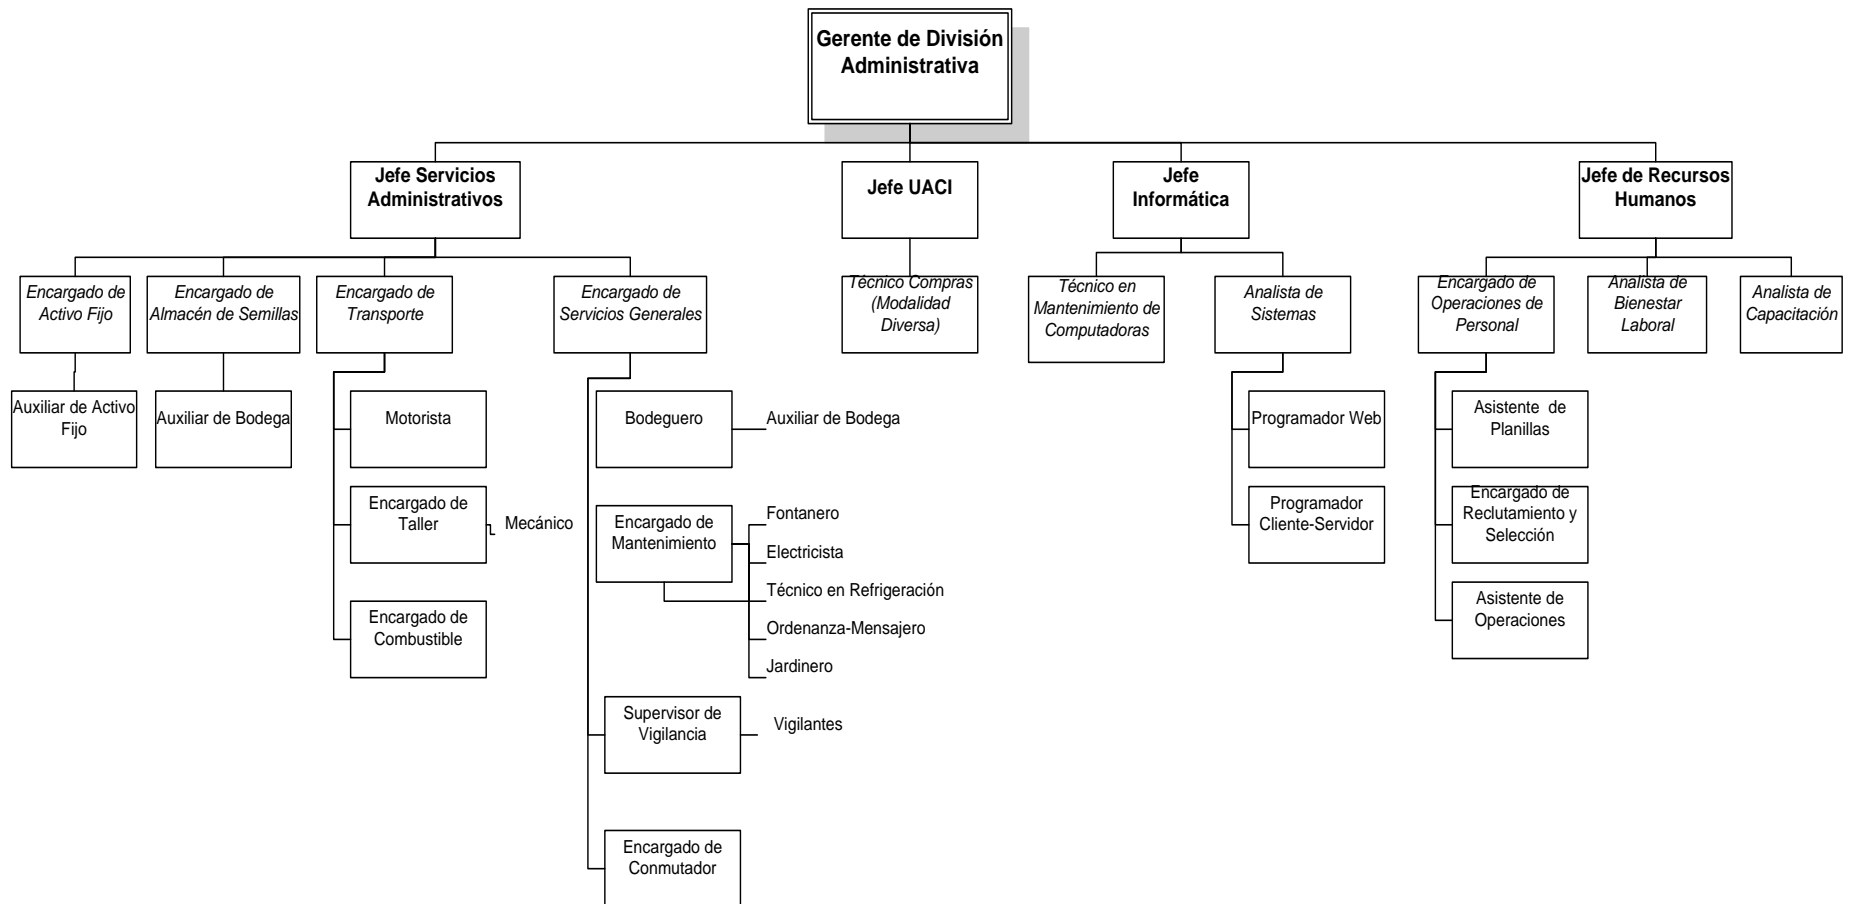 Gerente de División
Administrativa
Jefe Servicios
Administrativos
Jefe UACI
Jefe
Informática
Jefe de Recursos
Humanos
Encargado de
Activo Fijo
Encargado de
Almacén de Semillas
Encargado de
Transporte
Encargado de
Servicios Generales
Técnico Compras
(Modalidad
Diversa)
Técnico en
Mantenimiento de
Computadoras
Analista de
Sistemas
Encargado de
Operaciones de
Personal
Analista de
Bienestar
Laboral
Analista de
Capacitación
Auxiliar de Activo
Fijo
Auxiliar de Bodega
Motorista
Bodeguero
Auxiliar de Bodega
Programador Web
Asistente de
Planillas
Encargado de
Taller
Mecánico
Encargado de
Mantenimiento
Fontanero
Electricista
Técnico en Refrigeración
Ordenanza-Mensajero
Jardinero
Programador
Cliente-Servidor
Encargado de
Reclutamiento y
Selección
Encargado de
Combustible
Asistente de
Operaciones
Supervisor de
Vigilancia
Vigilantes
Encargado de
Conmutador